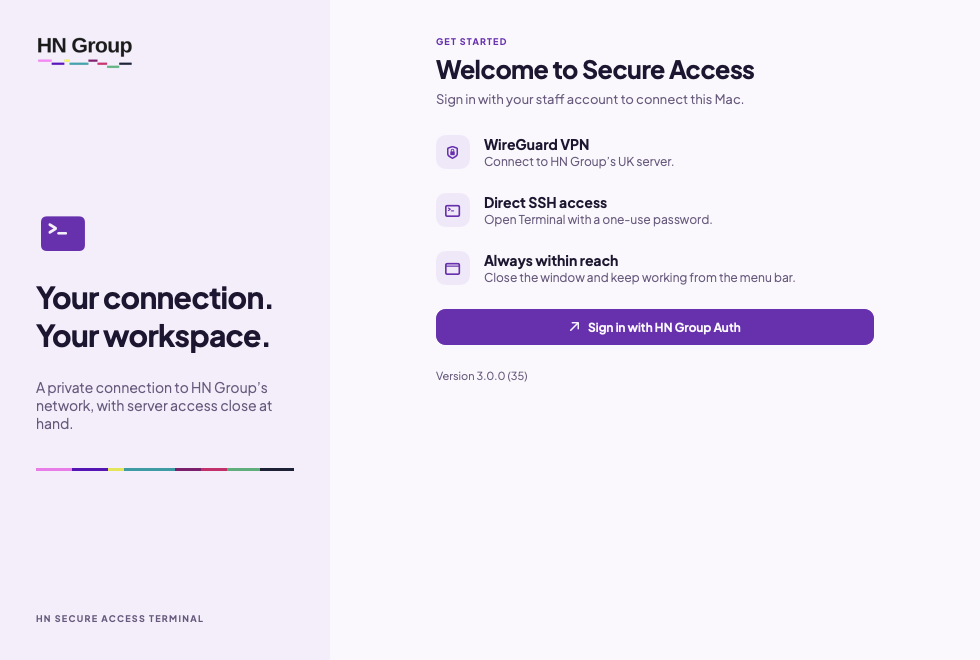 HN Group
>_
Your connection.
Your workspace.
A private connection to HN Group's
network, with server access close at
hand.
HN SECURE ACCESS TERMINAL
GET STARTED
Welcome to Secure Access
Sign in with your staff account to connect this Mac.
WireGuard VPN
Connect to HN Group's UK server.
Direct SSH access
Open Terminal with a one-use password.
Always within reach
Close the window and keep working from the menu bar.
Sign in with HN Group Auth
Version 3.0.0 (35)